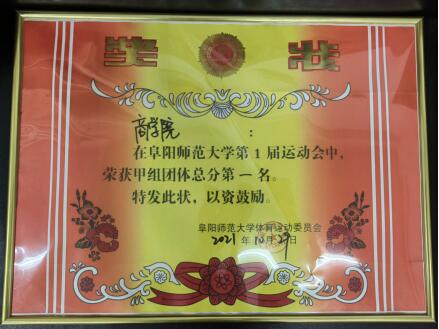 奖 状
商学院：
在阜阳师范大学第1届运动会中，
荣获甲组团体总分第一名。
特发此状，以资鼓励。
阜阳师范大学体育运动委员会
2021年10月29日